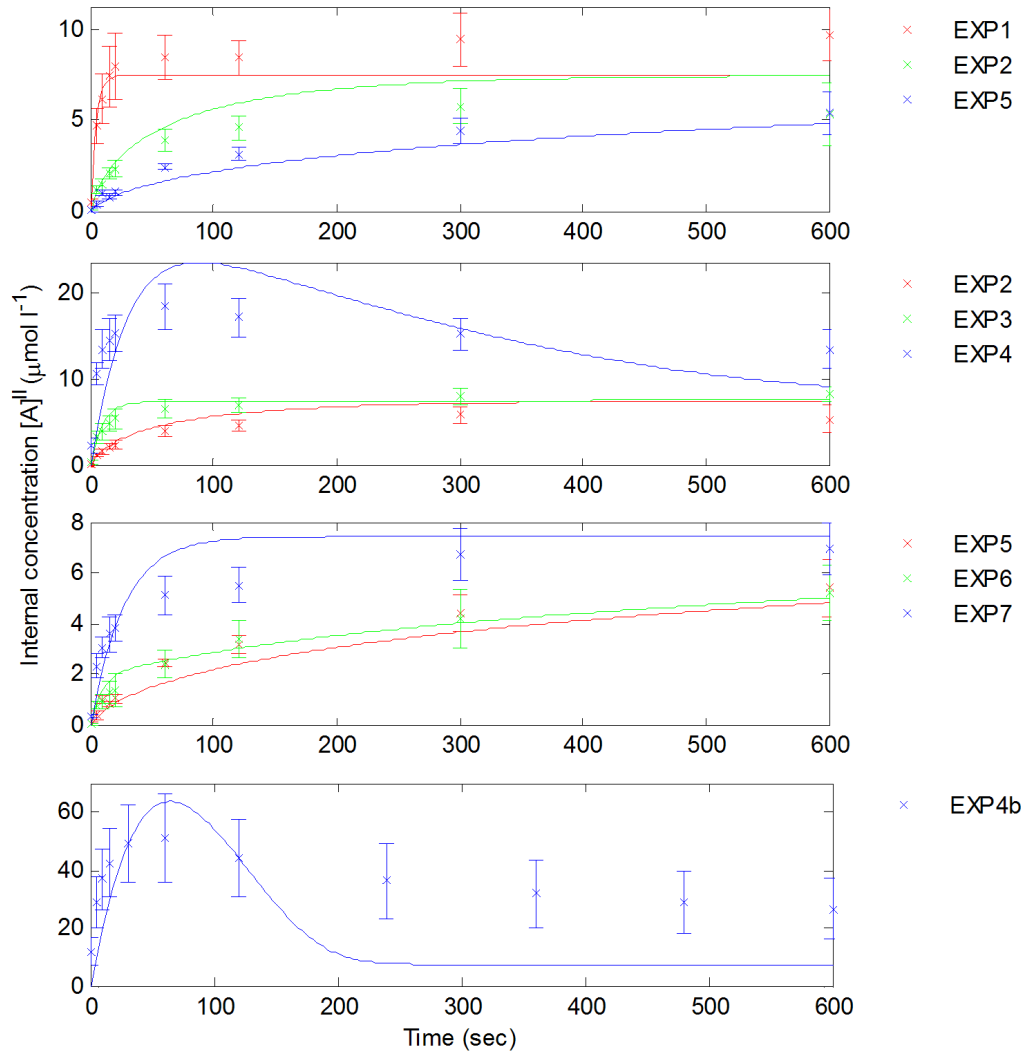 10
5
0
0 100 200 300 400 500 600
EXP1
EXP2
EXP5
20
10
0
0 100 200 300 400 500 600
EXP2
EXP3
EXP4
8
6
4
2
0
0 100 200 300 400 500 600
EXP5
EXP6
EXP7
60
40
20
0
0 100 200 300 400 500 600
EXP4b
Internal concentration [A]^II (μmol l^-1)
Time (sec)